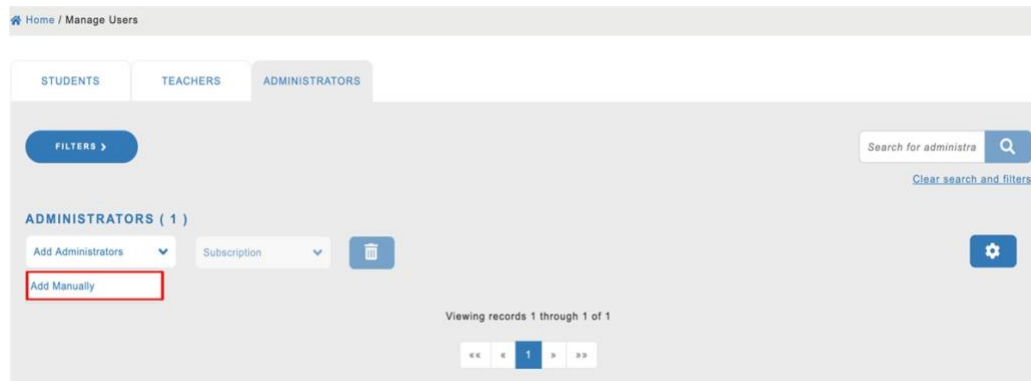 Home / Manage Users
STUDENTS TEACHERS ADMINISTRATORS
FILTERS >
Search for administra
Clear search and filters
ADMINISTRATORS ( 1 )
Add Administrators Subscription
Add Manually
Viewing records 1 through 1 of 1
«« « 1 » »»